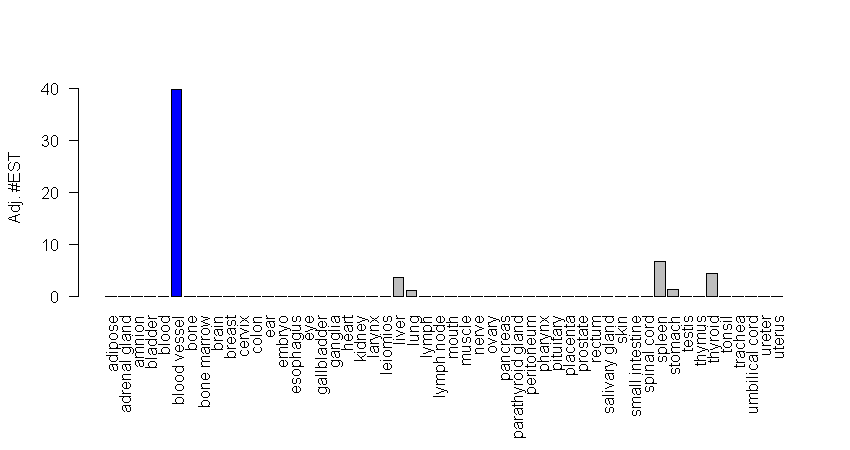 Adj. #EST
40
30
20
10
0
adipose
adrenal gland
amnion
bladder
blood
blood vessel
bone
bone marrow
brain
breast
cervix
colon
ear
embryo
esophagus
eye
gallbladder
ganglia
heart
kidney
larynx
leiomios
liver
lung
lymph
lymph node
mouth
muscle
nerve
ovary
pancreas
parathyroid gland
peritoneum
pharynx
pituitary
placenta
prostate
rectum
salivary gland
skin
small intestine
spinal cord
spleen
stomach
testis
thymus
thyroid
tonsil
trachea
umbilical cord
ureter
uterus